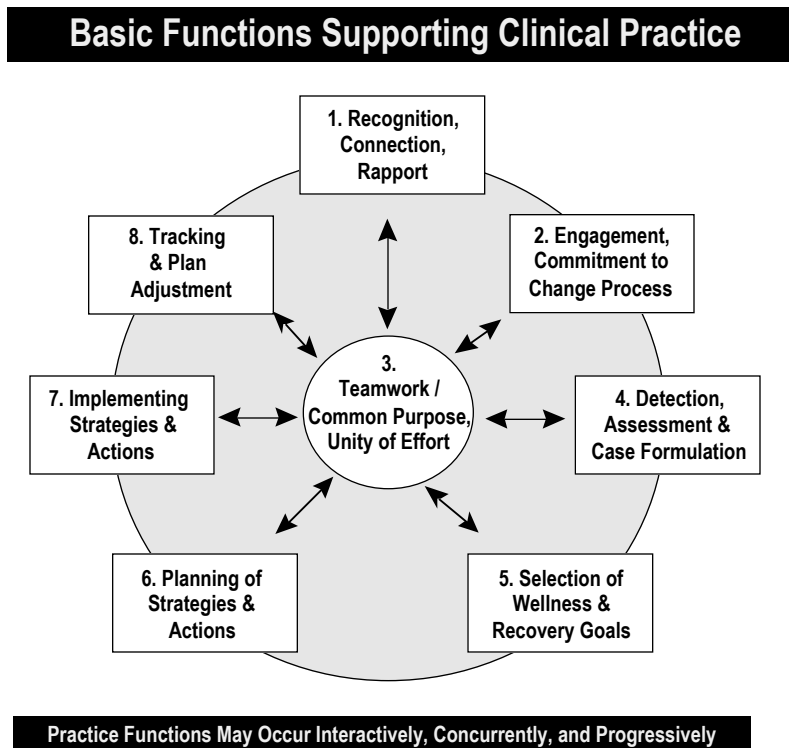 Basic Functions Supporting Clinical Practice
1. Recognition,
Connection,
Rapport
2. Engagement,
Commitment to
Change Process
3.
Teamwork /
Common Purpose,
Unity of Effort
4. Detection,
Assessment &
Case Formulation
5. Selection of
Wellness &
Recovery Goals
6. Planning of
Strategies &
Actions
7. Implementing
Strategies &
Actions
8. Tracking
& Plan
Adjustment
Practice Functions May Occur Interactively, Concurrently, and Progressively